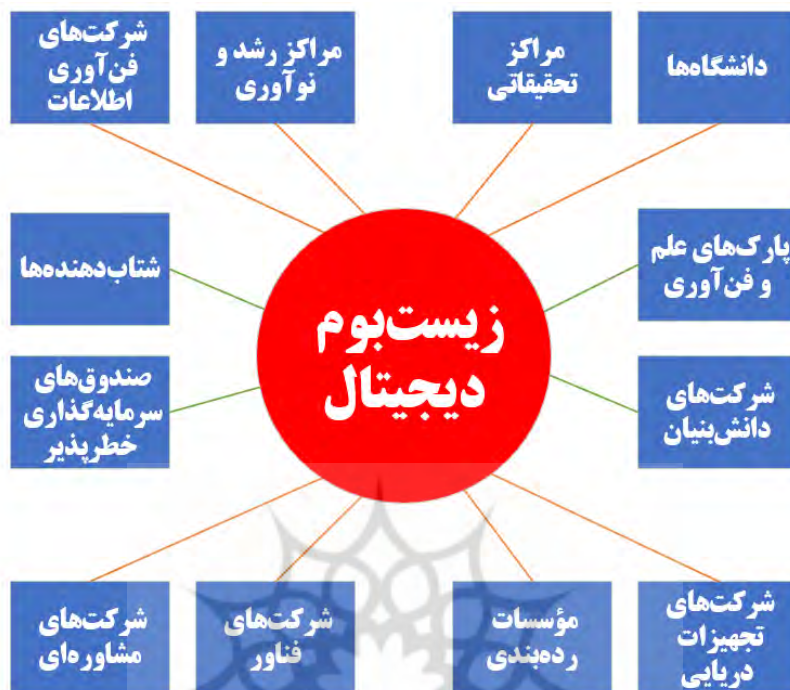 دانشگاه‌ها
مراکز
تحقیقاتی
مراکز رشد و
نوآوری
شرکت‌های
فن‌آوری
اطلاعات
پارک‌های علم
و فن‌آوری
شتاب‌دهنده‌ها
زیست‌بوم
دیجیتال
شرکت‌های
دانش‌بنیان
صندوق‌های
سرمایه‌گذاری
خطرپذیر
شرکت‌های
تجهیزات
دریایی
مؤسسات
رده‌بندی
شرکت‌های
فناور
شرکت‌های
مشاوره‌ای